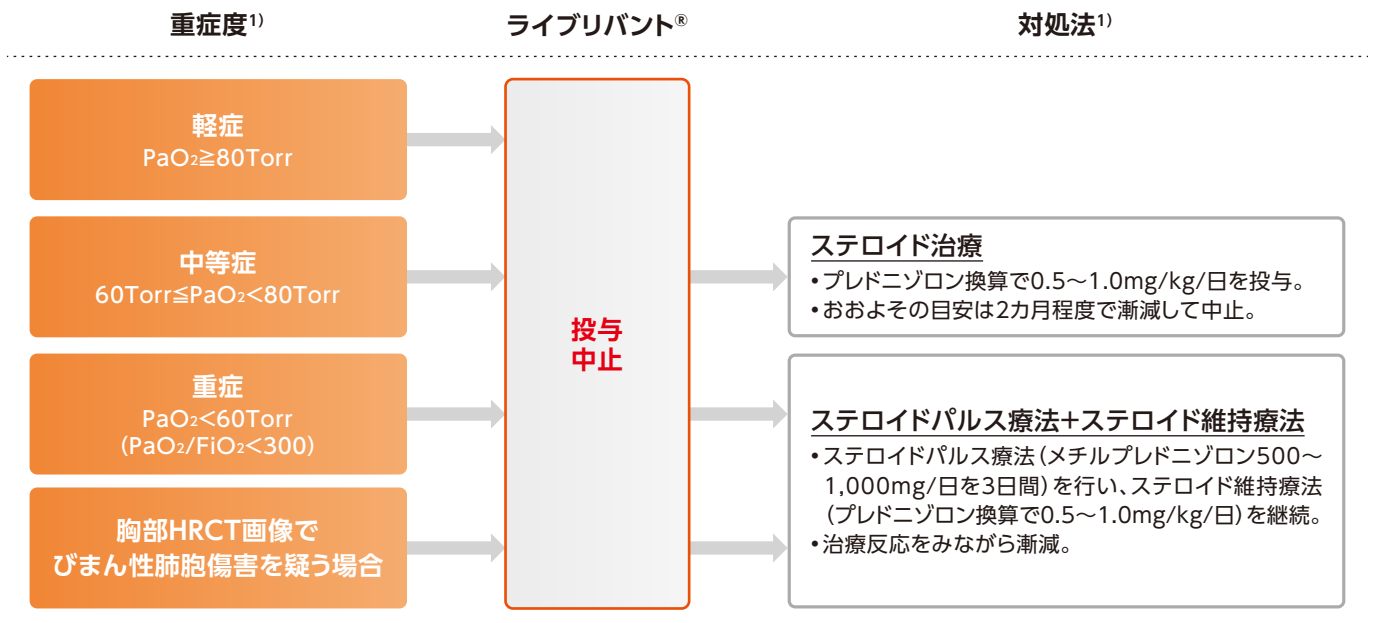 重症度1)
ライブリバント®
対処法1)
軽症
PaO2≧80Torr
中等症
60Torr≦PaO2<80Torr
重症
PaO2<60Torr
(PaO2/FiO2<300)
胸部HRCT画像で
びまん性肺胞傷害を疑う場合
投与
中止
ステロイド治療
•プレドニゾロン換算で0.5～1.0mg/kg/日を投与。
•おおよその目安は2カ月程度で漸減して中止。
ステロイドパルス療法+ステロイド維持療法
•ステロイドパルス療法(メチルプレドニゾロン500～
1,000mg/日を3日間)を行い、ステロイド維持療法
(プレドニゾロン換算で0.5～1.0mg/kg/日)を継続。
•治療反応をみながら漸減。